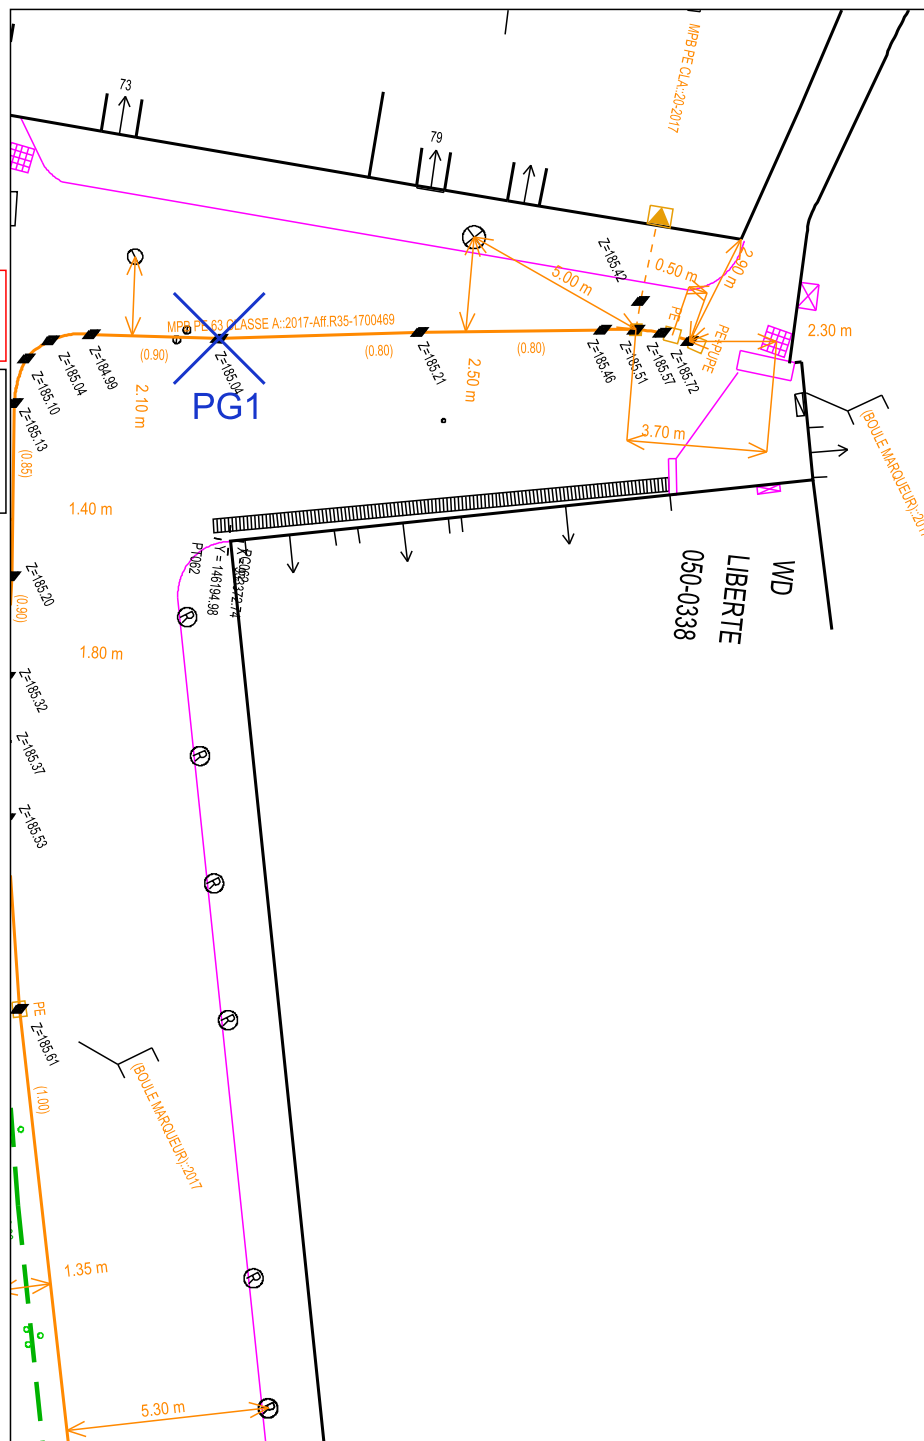 MPB PE CLA::20-2017
73
79
Z=185.42
5.00 m
0.50 m
2.90 m
MPB PE 63 CLASSE A::2017-Aff.R35-1700469
PE
PE+PUPE
2.30 m
(0.90)
(0.80)
(0.80)
Z=185.04
Z=185.21
Z=185.46
Z=185.51
Z=185.57
Z=185.72
Z=184.99
Z=185.04
Z=185.10
Z=185.13
2.10 m
2.50 m
PG1
3.70 m
(BOULE MARQUEUR)::201
(0.85)
1.40 m
Z=185.20
(0.90)
PT062
Y = 146194.98
PG062
WD
LIBERTE
050-0338
R
1.80 m
Z=185.32
Z=185.37
R
Z=185.53
R
PE
Z=185.61
R
(1.00)
(BOULE MARQUEUR)::2017
1.35 m
R
5.30 m